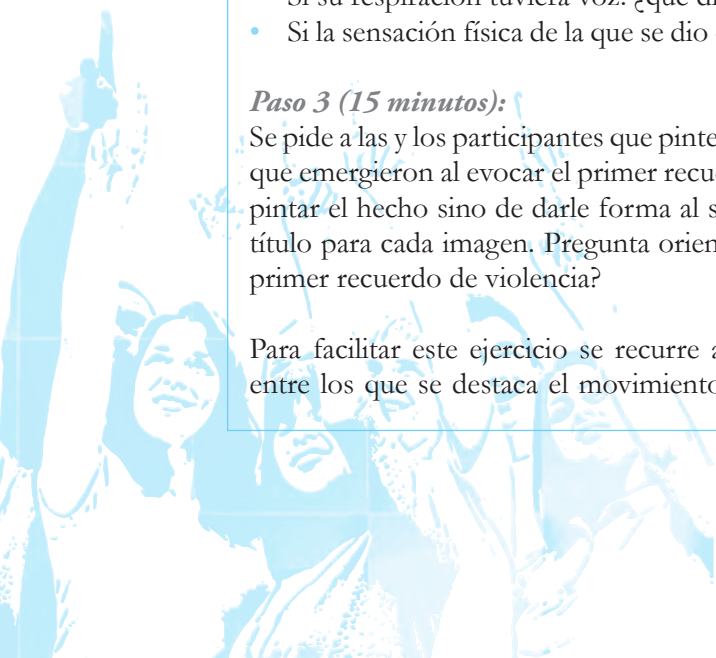 Si su respiración tuviera voz: ¿qué di
• Si la sensación física de la que se dio
Paso 3 (15 minutos):
Se pide a las y los participantes que pinte
que emergieron al evocar el primer recu
pintar el hecho sino de darle forma al s
título para cada imagen. Pregunta orien
primer recuerdo de violencia?
Para facilitar este ejercicio se recurre a
entre los que se destaca el movimiento